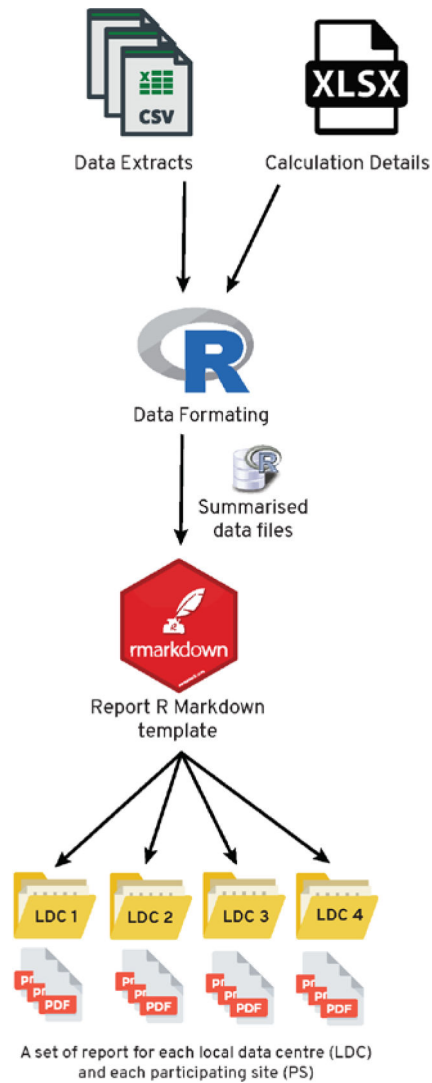 CSV
XLSX
Data Extracts
Calculation Details
R
Data Formating
R
Summarised
data files
rmarkdown
Report R Markdown
template
LDC 1
LDC 2
LDC 3
LDC 4
PDF
PDF
PDF
PDF
A set of report for each local data centre (LDC)
and each participating site (PS)